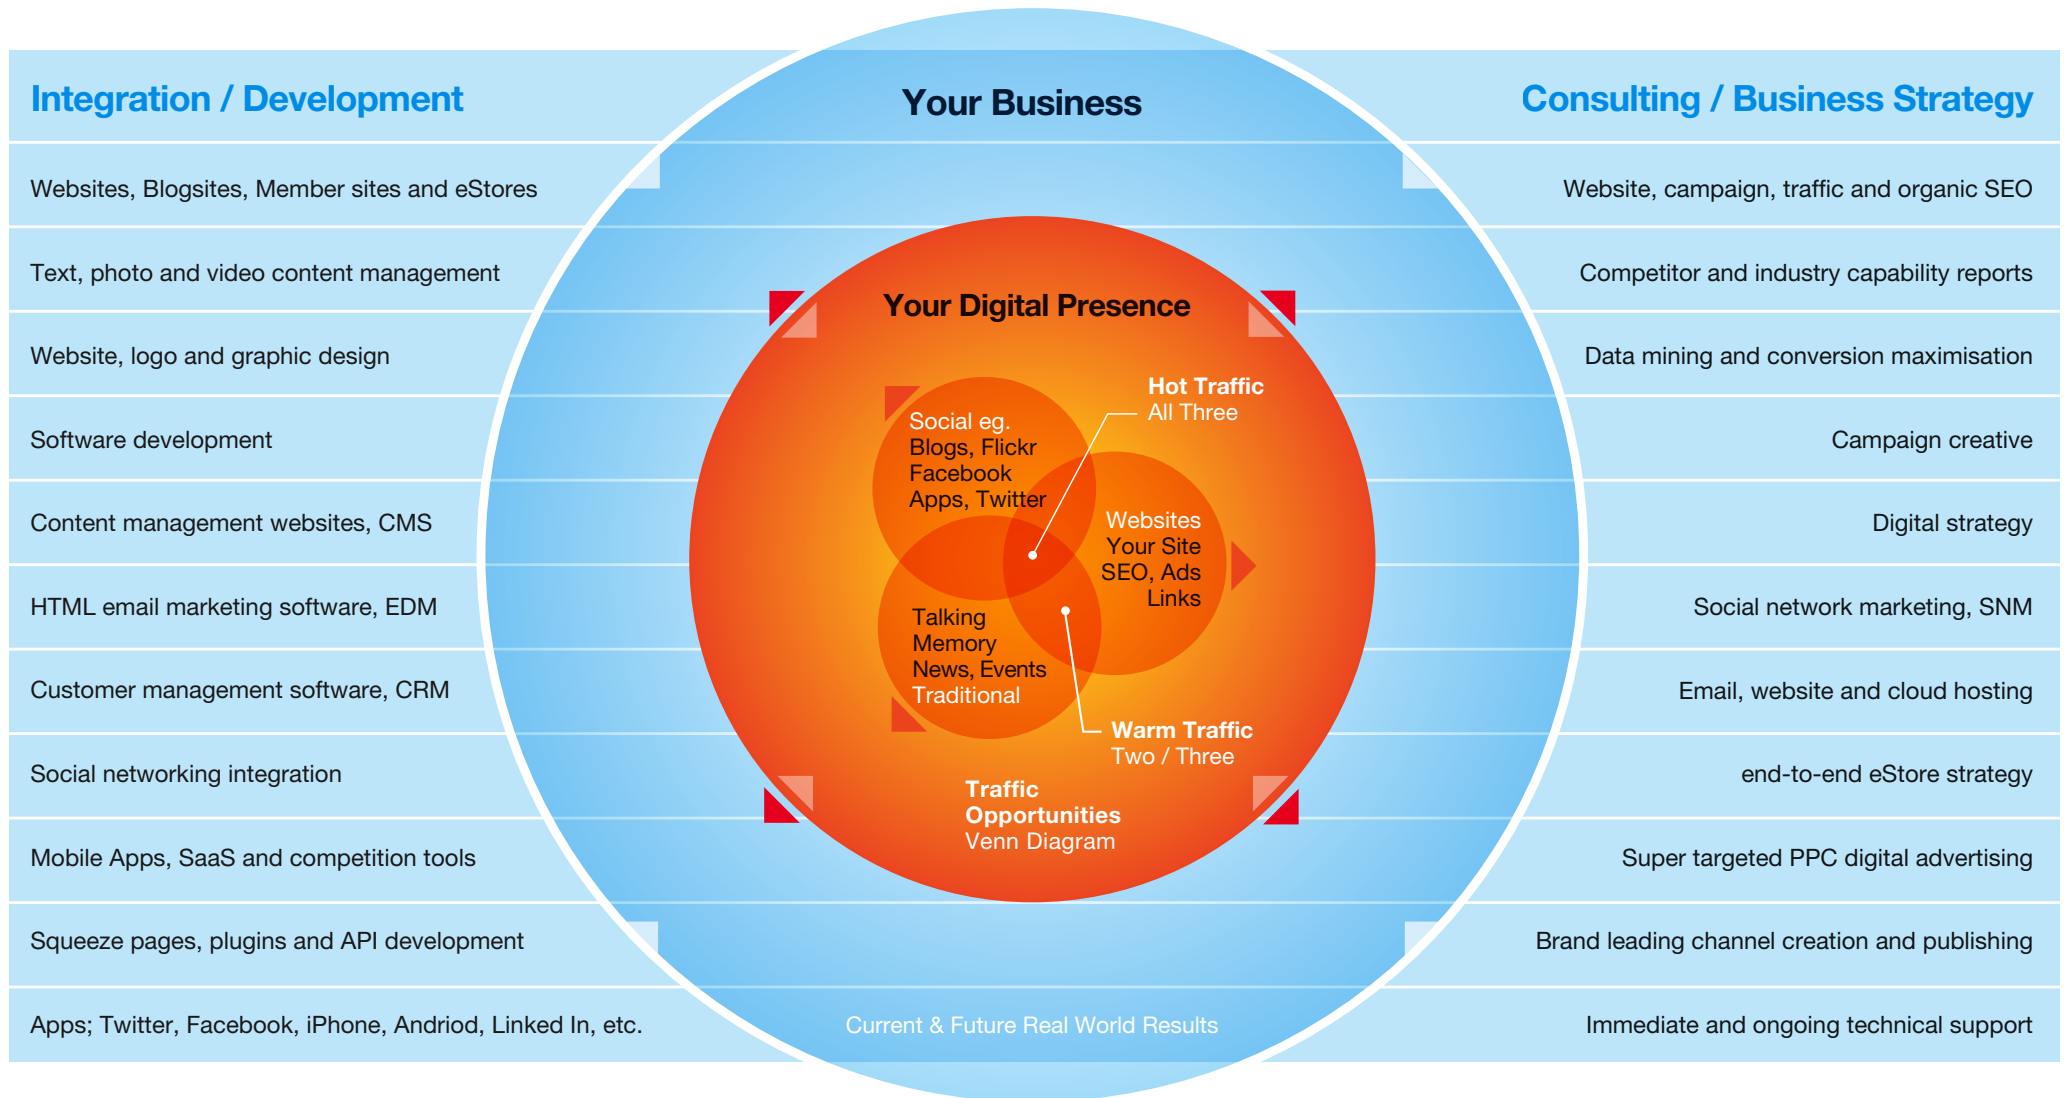 Integration / Development
Websites, Blogsites, Member sites and eStores
Text, photo and video content management
Website, logo and graphic design
Software development
Content management websites, CMS
HTML email marketing software, EDM
Customer management software, CRM
Social networking integration
Mobile Apps, SaaS and competition tools
Squeeze pages, plugins and API development
Apps; Twitter, Facebook, iPhone, Andriod, Linked In, etc.
Your Business
Your Digital Presence
Hot Traffic
All Three
Social eg.
Blogs, Flickr
Facebook
Apps, Twitter
Websites
Your Site
SEO, Ads
Links
Talking
Memory
News, Events
Traditional
Warm Traffic
Two / Three
Traffic
Opportunities
Venn Diagram
Current & Future Real World Results
Consulting / Business Strategy
Website, campaign, traffic and organic SEO
Competitor and industry capability reports
Data mining and conversion maximisation
Campaign creative
Digital strategy
Social network marketing, SNM
Email, website and cloud hosting
end-to-end eStore strategy
Super targeted PPC digital advertising
Brand leading channel creation and publishing
Immediate and ongoing technical support